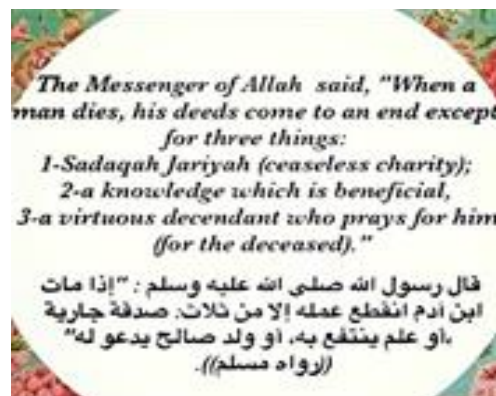 The Messenger of Allah said, "When a
man dies, his deeds come to an end except
for three things:
1-Sadaqah Jariyah (ceaseless charity);
2-a knowledge which is beneficial,
3-a virtuous decendant who prays for him
(for the deceased)."
قال رسول الله صلى الله عليه وسلم : "إذا مات
ابن آدم انقطع عمله إلا من ثلاث: صدقة جارية
،أو علم ينتفع به، أو ولد صالح يدعو له"
((رواه مسلم)).